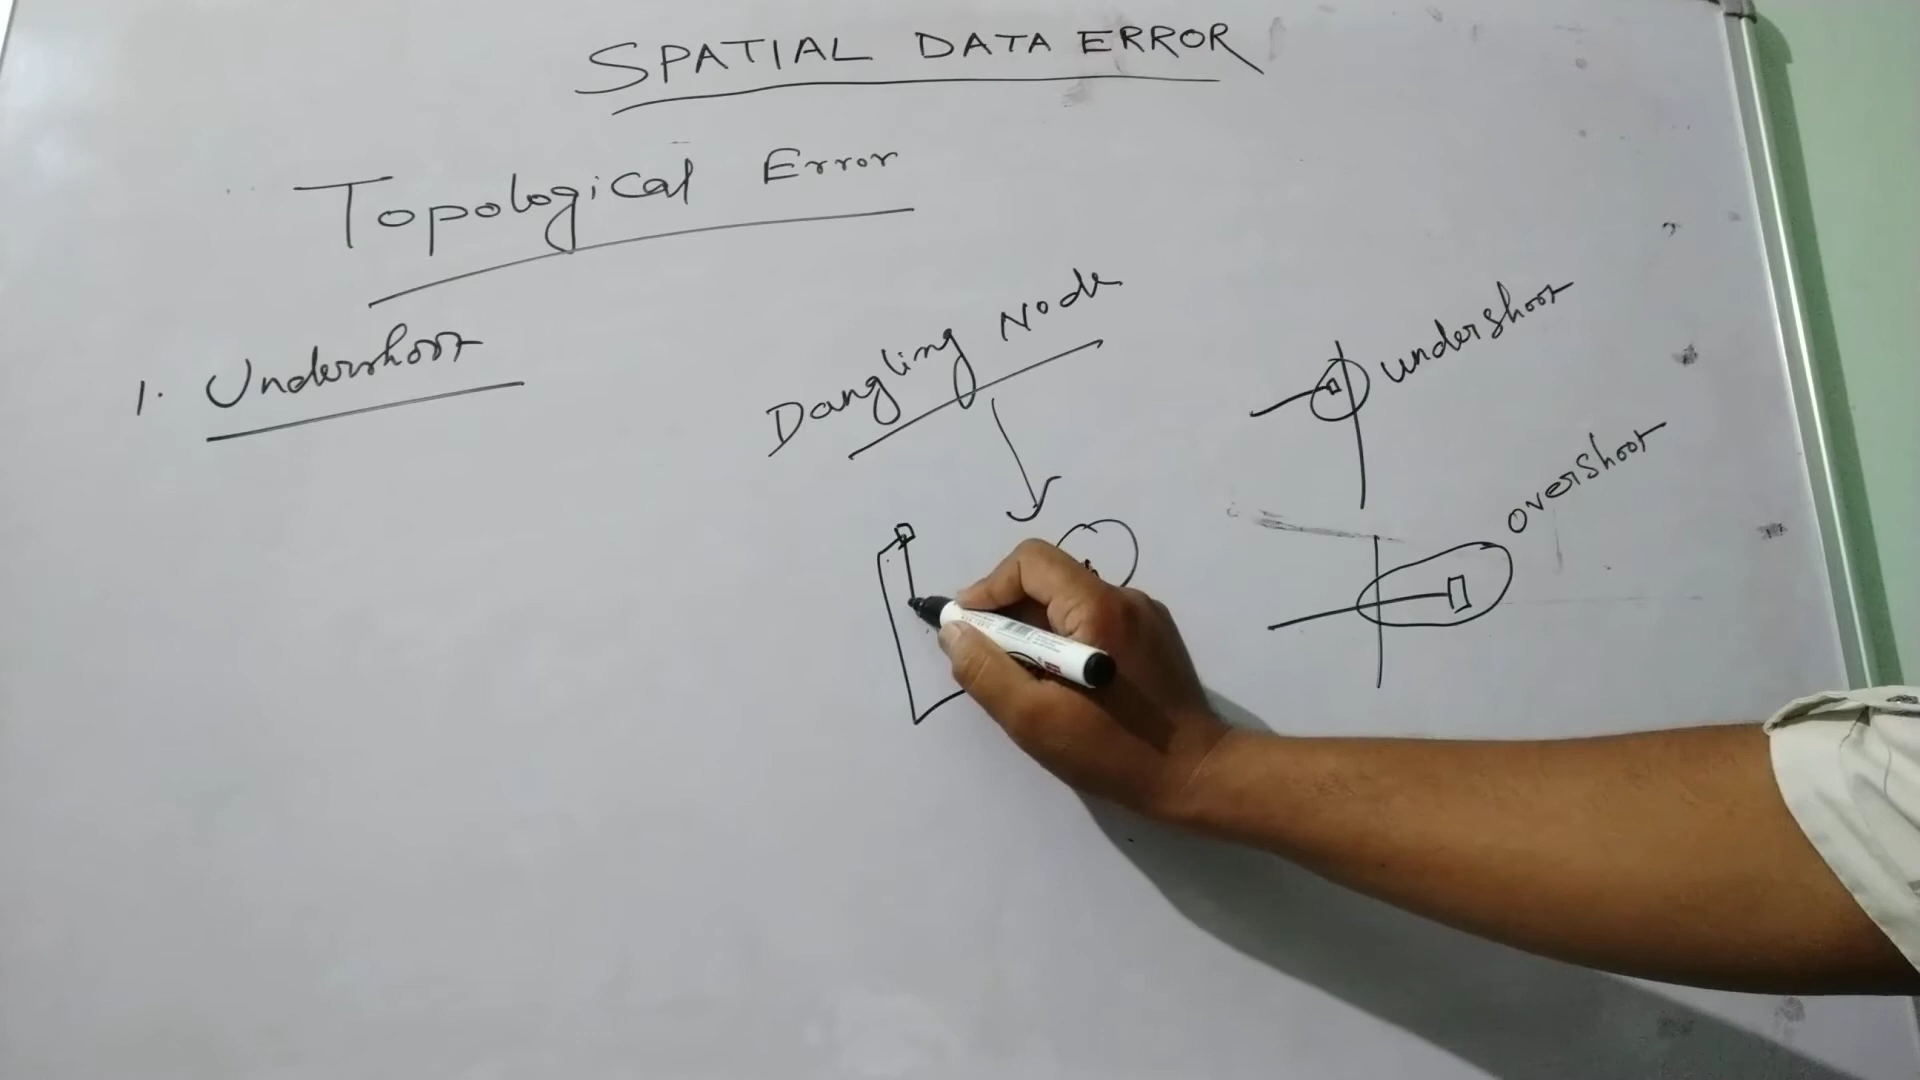 SPATIAL DATA ERROR
Topological Error
1. Undershoot
Dangling Node
undershoot
overshoot